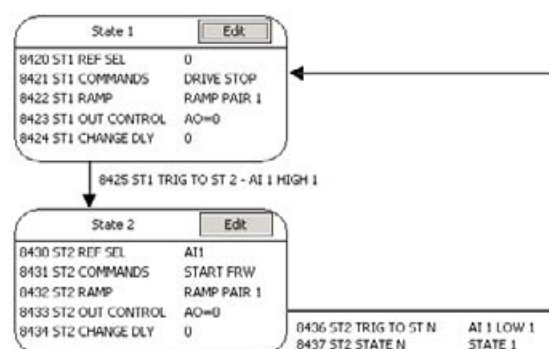 State 1 Edit
8420 ST1 REF SEL 0
8421 ST1 COMMANDS DRIVE STOP
8422 ST1 RAMP RAMP PAIR 1
8423 ST1 OUT CONTROL AO=0
8424 ST1 CHANGE DLY 0
8425 ST1 TRIG TO ST 2 - AI 1 HIGH 1
State 2 Edit
8430 ST2 REF SEL AI1
8431 ST2 COMMANDS START FRW
8432 ST2 RAMP RAMP PAIR 1
8433 ST2 OUT CONTROL AO=0
8434 ST2 CHANGE DLY 0
8436 ST2 TRIG TO ST N AI 1 LOW 1
8437 ST2 STATE N STATE 1